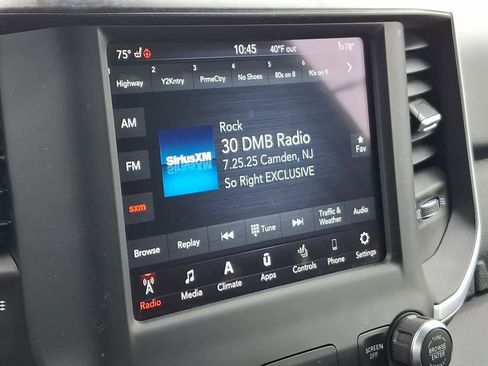 75° 10:45 40°F out 78°
1 2 3 4 5 6
Highway Y2Kntry PrmeCtry No Shoes 80s on 8 90s on 9
AM
FM
sxm
SiriusXM
Rock
30 DMB Radio
7.25.25 Camden, NJ
So Right EXCLUSIVE
Fav
Browse Replay Tune Traffic & Weather Audio
Radio Media Climate Apps Controls Phone Settings
SCREEN OFF
TUNE
BROWSE
ENTER